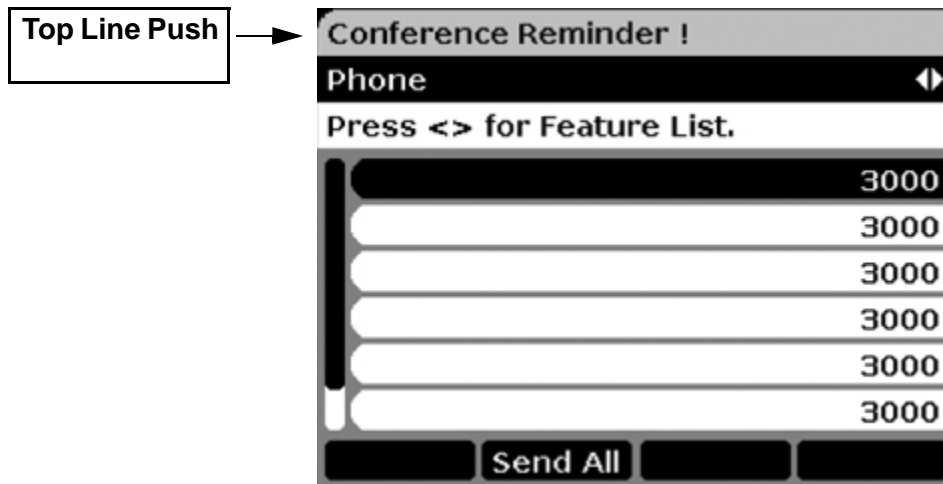 Top Line Push
Conference Reminder !
Phone
Press <> for Feature List.
3000
3000
3000
3000
3000
3000
Send All